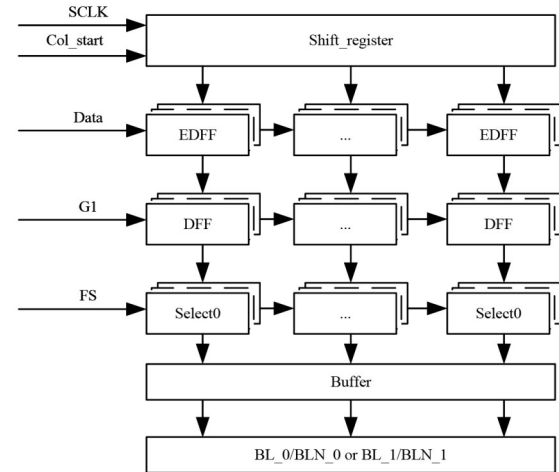 SCLK
Col_start
Shift_register
Data
EDFF
...
EDFF
G1
DFF
...
DFF
FS
Select0
...
Select0
Buffer
BL_0/BLN_0 or BL_1/BLN_1